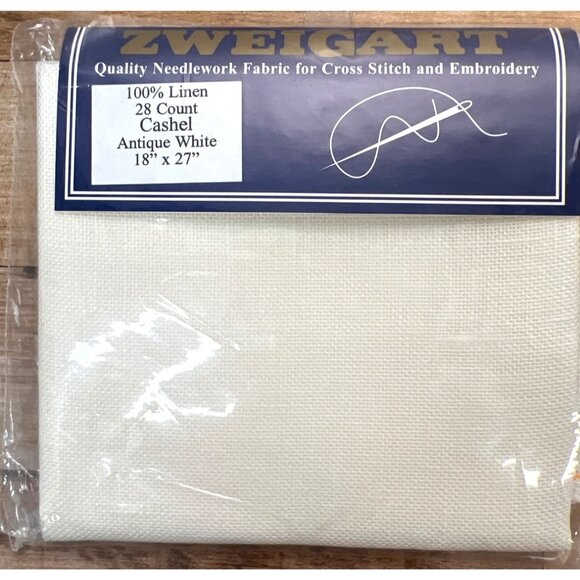 ZWEIGART
Quality Needlework Fabric for Cross Stitch and Embroidery
100% Linen
28 Count
Cashel
Antique White
18” x 27”